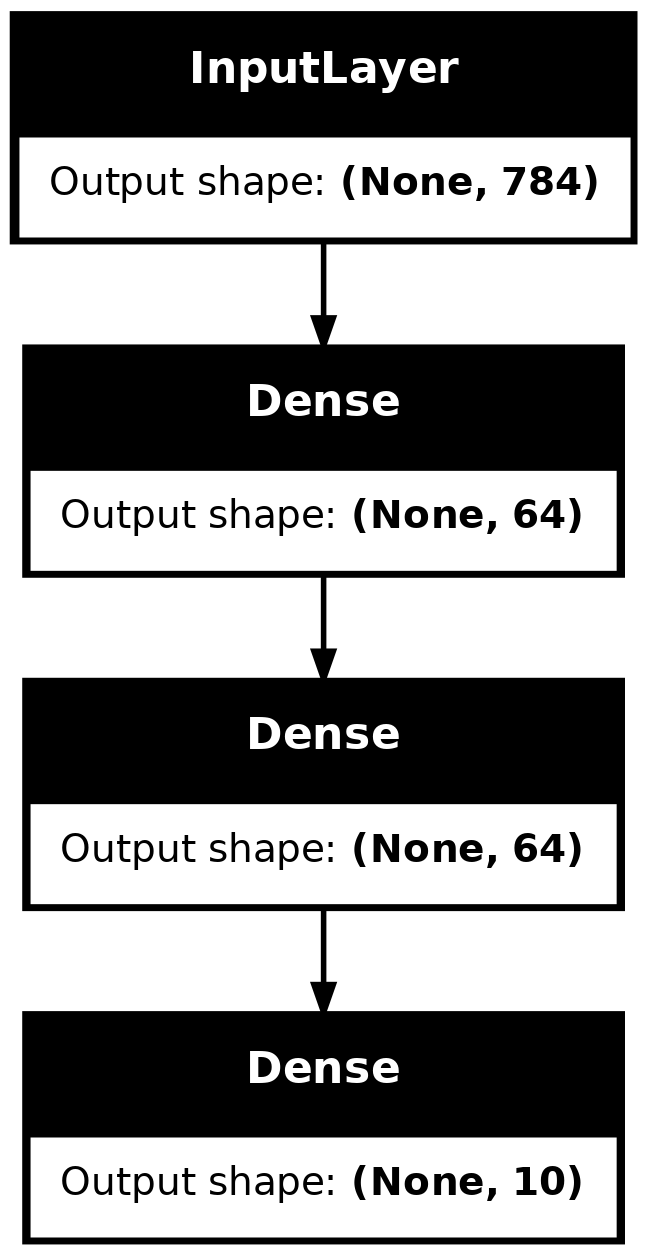 InputLayer
Output shape: (None, 784)
Dense
Output shape: (None, 64)
Dense
Output shape: (None, 64)
Dense
Output shape: (None, 10)